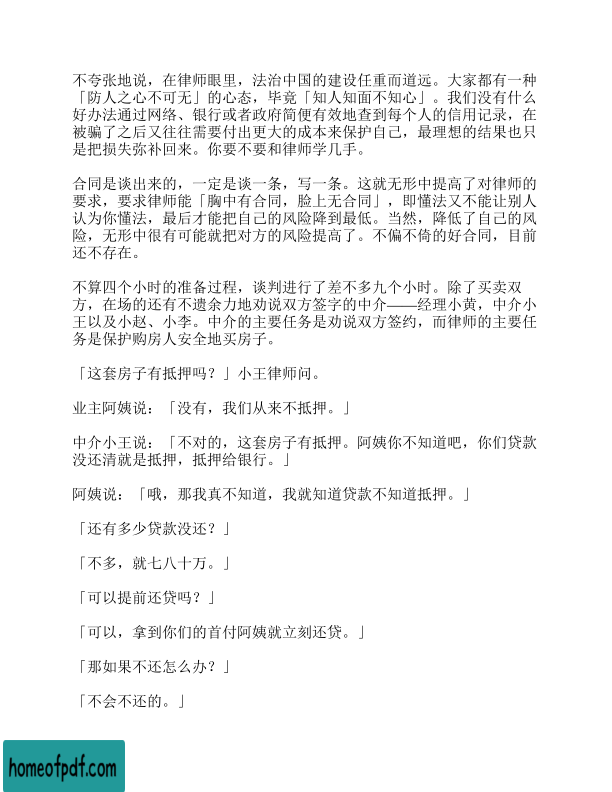 不夸张地说，在律师眼里，法治中国的建设任重而道远。大家都有一种
「防人之心不可无」的心态，毕竟「知人知面不知心」。我们没有什么
好办法通过网络、银行或者政府简便有效地查到每个人的信用记录，在
被骗了之后又往往需要付出更大的成本来保护自己，最理想的结果也只
是把损失弥补回来。你要不要和律师学几手。
合同是谈出来的，一定是谈一条，写一条。这就无形中提高了对律师的
要求，要求律师能「胸中有合同，脸上无合同」，即懂法又不能让别人
认为你懂法，最后才能把自己的风险降到最低。当然，降低了自己的风
险，无形中很有可能就把对方的风险提高了。不偏不倚的好合同，目前
还不存在。
不算四个小时的准备过程，谈判进行了差不多九个小时。除了买卖双
方，在场的还有不遗余力地劝说双方签字的中介——经理小黄，中介小
王以及小赵、小李。中介的主要任务是劝说双方签约，而律师的主要任
务是保护购房人安全地买房子。
「这套房子有抵押吗？」小王律师问。
业主阿姨说：「没有，我们从来不抵押。」
中介小王说：「不对的，这套房子有抵押。阿姨你不知道吧，你们贷款
没还清就是抵押，抵押给银行。」
阿姨说：「哦，那我真不知道，我就知道贷款不知道抵押。」
「还有多少贷款没还？」
「不多，就七八十万。」
「可以提前还贷吗？」
「可以，拿到你们的首付阿姨就立刻还贷。」
「那如果不还怎么办？」
「不会不还的。」
homeofpdf.com